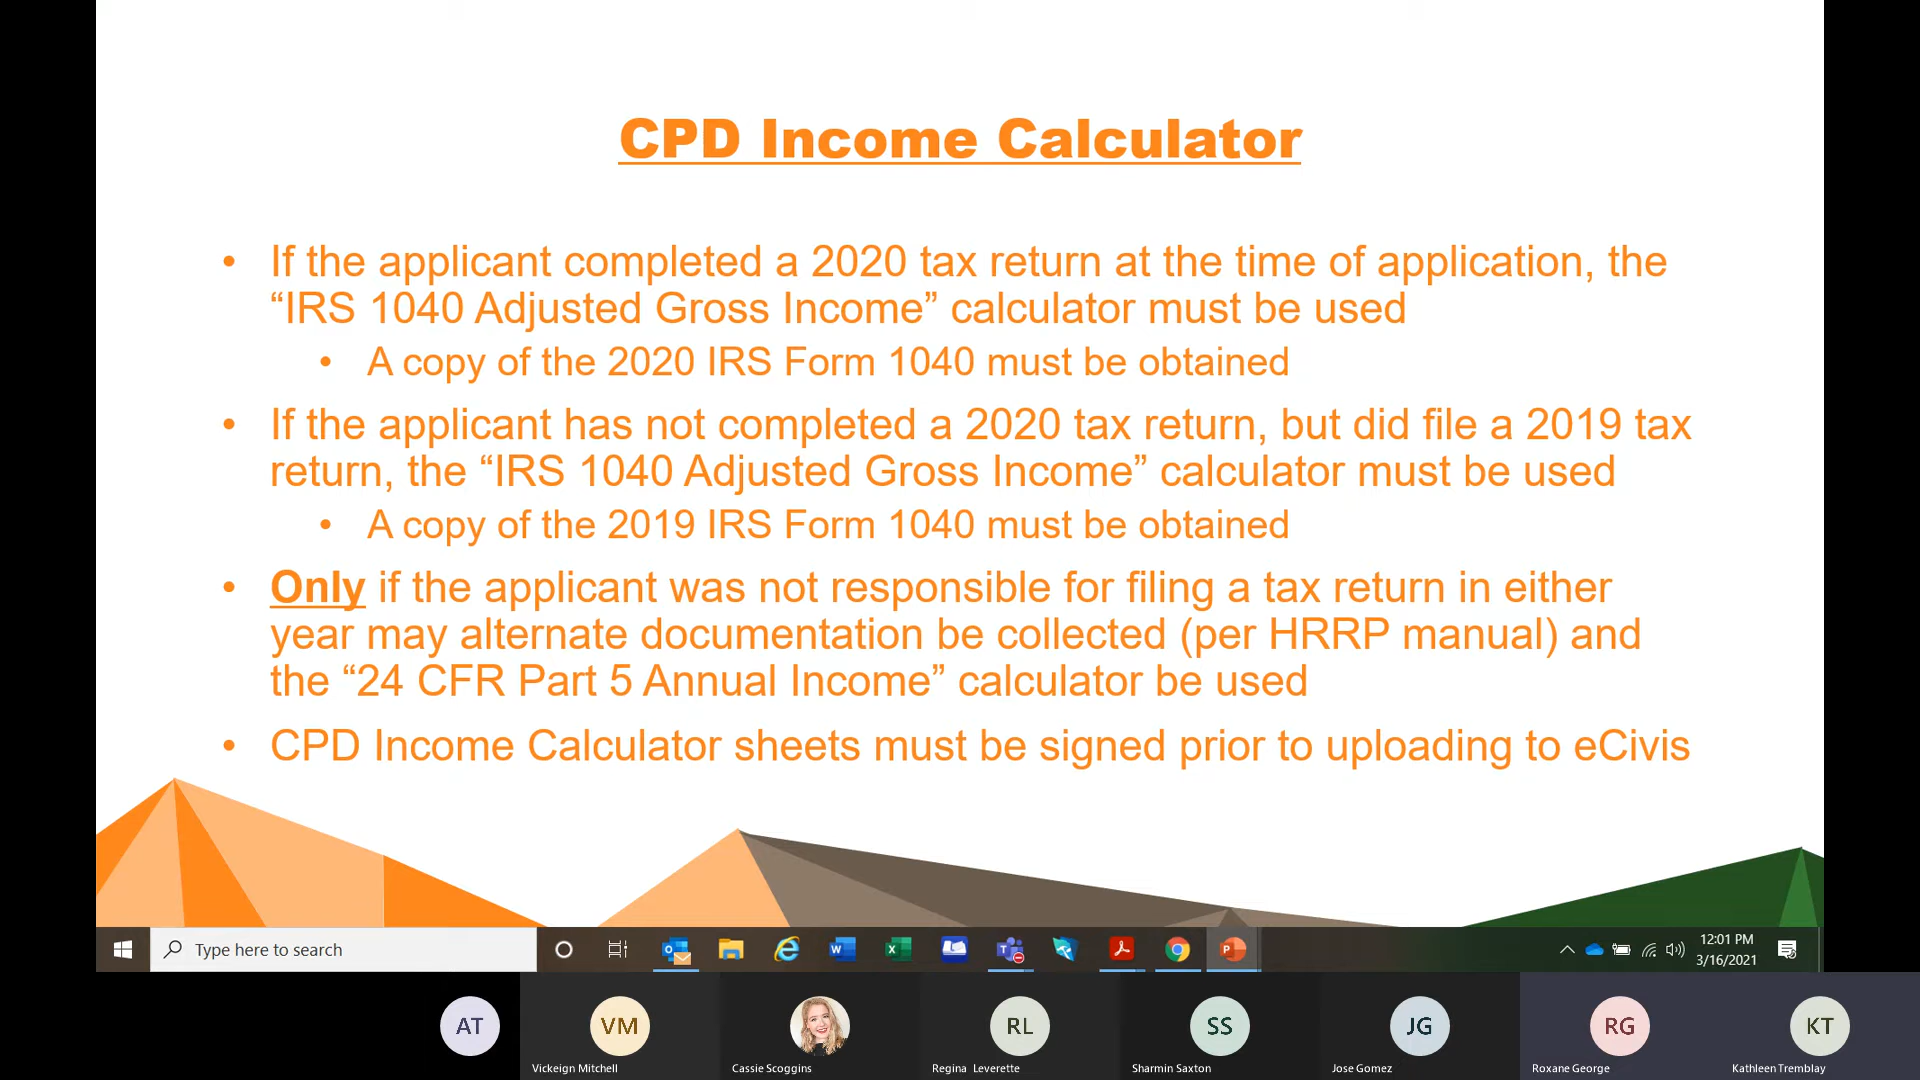 CPD Income Calculator
• If the applicant completed a 2020 tax return at the time of application, the
“IRS 1040 Adjusted Gross Income” calculator must be used
• A copy of the 2020 IRS Form 1040 must be obtained
• If the applicant has not completed a 2020 tax return, but did file a 2019 tax
return, the “IRS 1040 Adjusted Gross Income” calculator must be used
• A copy of the 2019 IRS Form 1040 must be obtained
• Only if the applicant was not responsible for filing a tax return in either
year may alternate documentation be collected (per HRRP manual) and
the “24 CFR Part 5 Annual Income” calculator be used
• CPD Income Calculator sheets must be signed prior to uploading to eCivis
Type here to search
12:01 PM
3/16/2021
AT
VM
RL
SS
JG
RG
KT
Vickeign Mitchell
Cassie Scoggins
Regina Leverette
Sharmin Saxton
Jose Gomez
Roxane George
Kathleen Tremblay